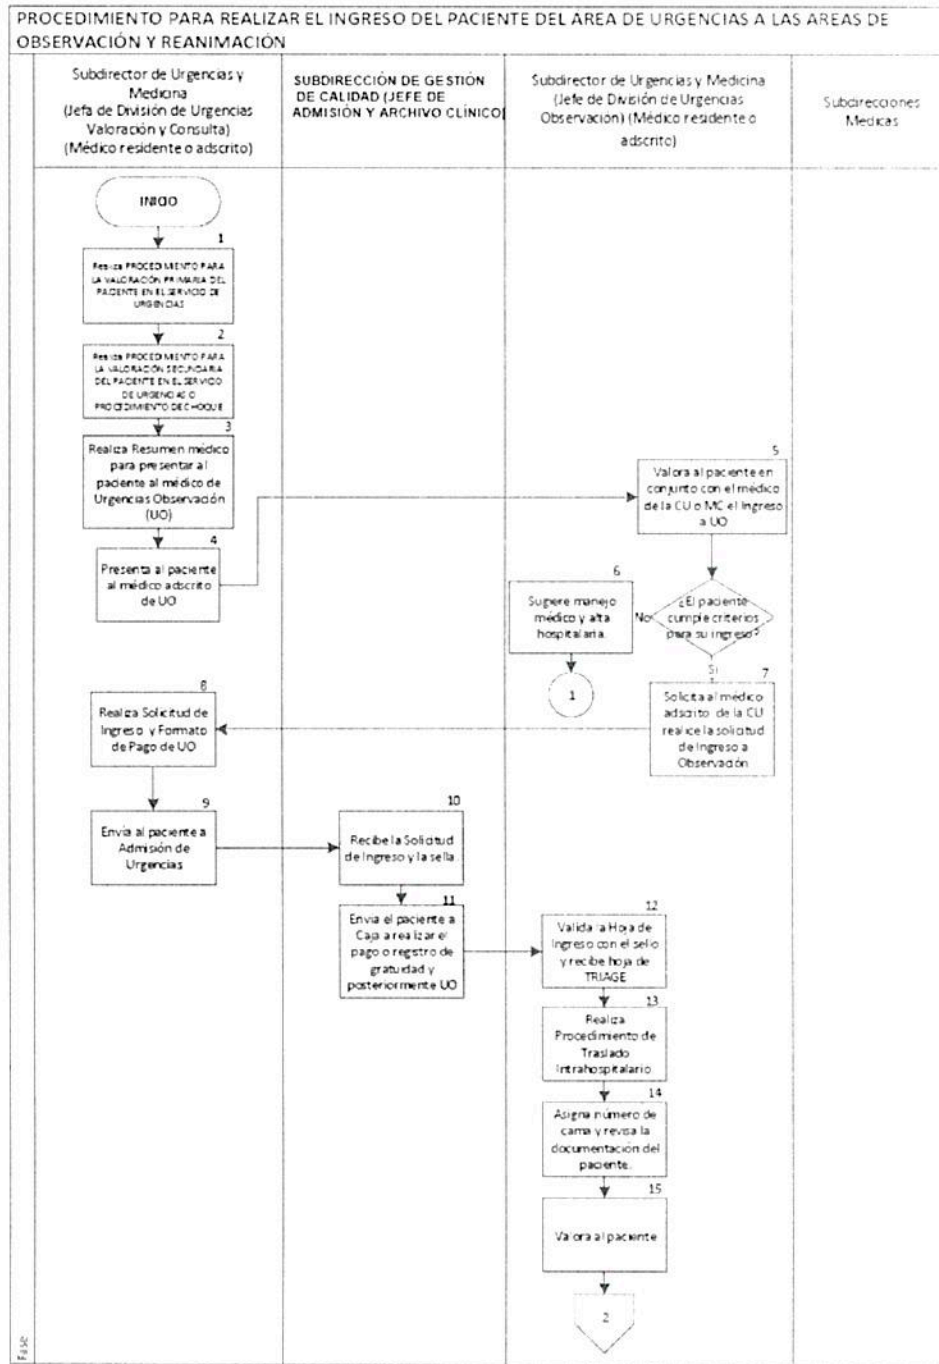 PROCEDIMIENTO PARA REALIZAR EL INGRESO DEL PACIENTE DEL AREA DE URGENCIAS A LAS AREAS DE
OBSERVACIÓN Y REANIMACIÓN
Subdirector de Urgencias y
Medicina
(Jefa de División de Urgencias
Valoración y Consulta)
(Médico residente o adscrito)
SUBDIRECCIÓN DE GESTIÓN
DE CALIDAD (JEFE DE
ADMISIÓN Y ARCHIVO CLÍNICO)
Subdirector de Urgencias y Medicina
(Jefe de División de Urgencias
Observación) (Médico residente o
adscrito)
Subdirecciones
Medicas
INICIO
1
Realiza PROCEDIMIENTO PARA
LA VALORACIÓN PRIMARIA DEL
PACIENTE EN EL SERVICIO DE
URGENCIAS
2
Realiza PROCEDIMIENTO PARA
LA VALORACIÓN SECUNDARIA
DEL PACIENTE EN EL SERVICIO
DE URGENCIAS O
PROCEDIMIENTO DE CHOQUE
3
Realiza Resumen médico
para presentar al
paciente al médico de
Urgencias Observación
(UO)
4
Presenta al paciente
al médico adscrito
de UO
5
Valora al paciente en
conjunto con el médico
de la CU o MC el Ingreso
a UO
¿El paciente
cumple criterios
para su ingreso?
No
Si
6
Sugiere manejo
médico y alta
hospitalaria.
1
7
Solicita al médico
adscrito de la CU
realice la solicitud
de Ingreso a
Observación
8
Realiza Solicitud de
Ingreso y Formato
de Pago de UO
9
Envía al paciente a
Admisión de
Urgencias
10
Recibe la Solicitud
de Ingreso y la sella.
11
Envia el paciente a
Caja a realizar el
pago o registro de
gratuidad y
posteriormente UO
12
Valida la Hoja de
Ingreso con el sello
y recibe hoja de
TRIAGE
13
Realiza
Procedimiento de
Traslado
Intrahospitalario
14
Asigna número de
cama y revisa la
documentación del
paciente.
15
Valora al paciente
2
Fase